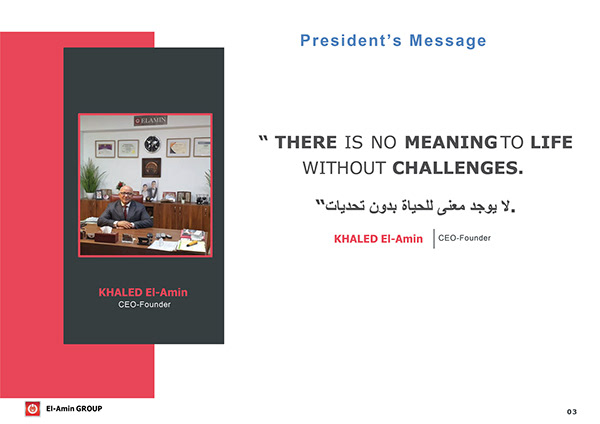 President's Message
ELAMIN
KHALED El-Amin
CEO-Founder
“ THERE IS NO MEANING TO LIFE
WITHOUT CHALLENGES.
“لا يوجد معنى للحياة بدون تحديات.
KHALED El-Amin | CEO-Founder
El-Amin GROUP
03